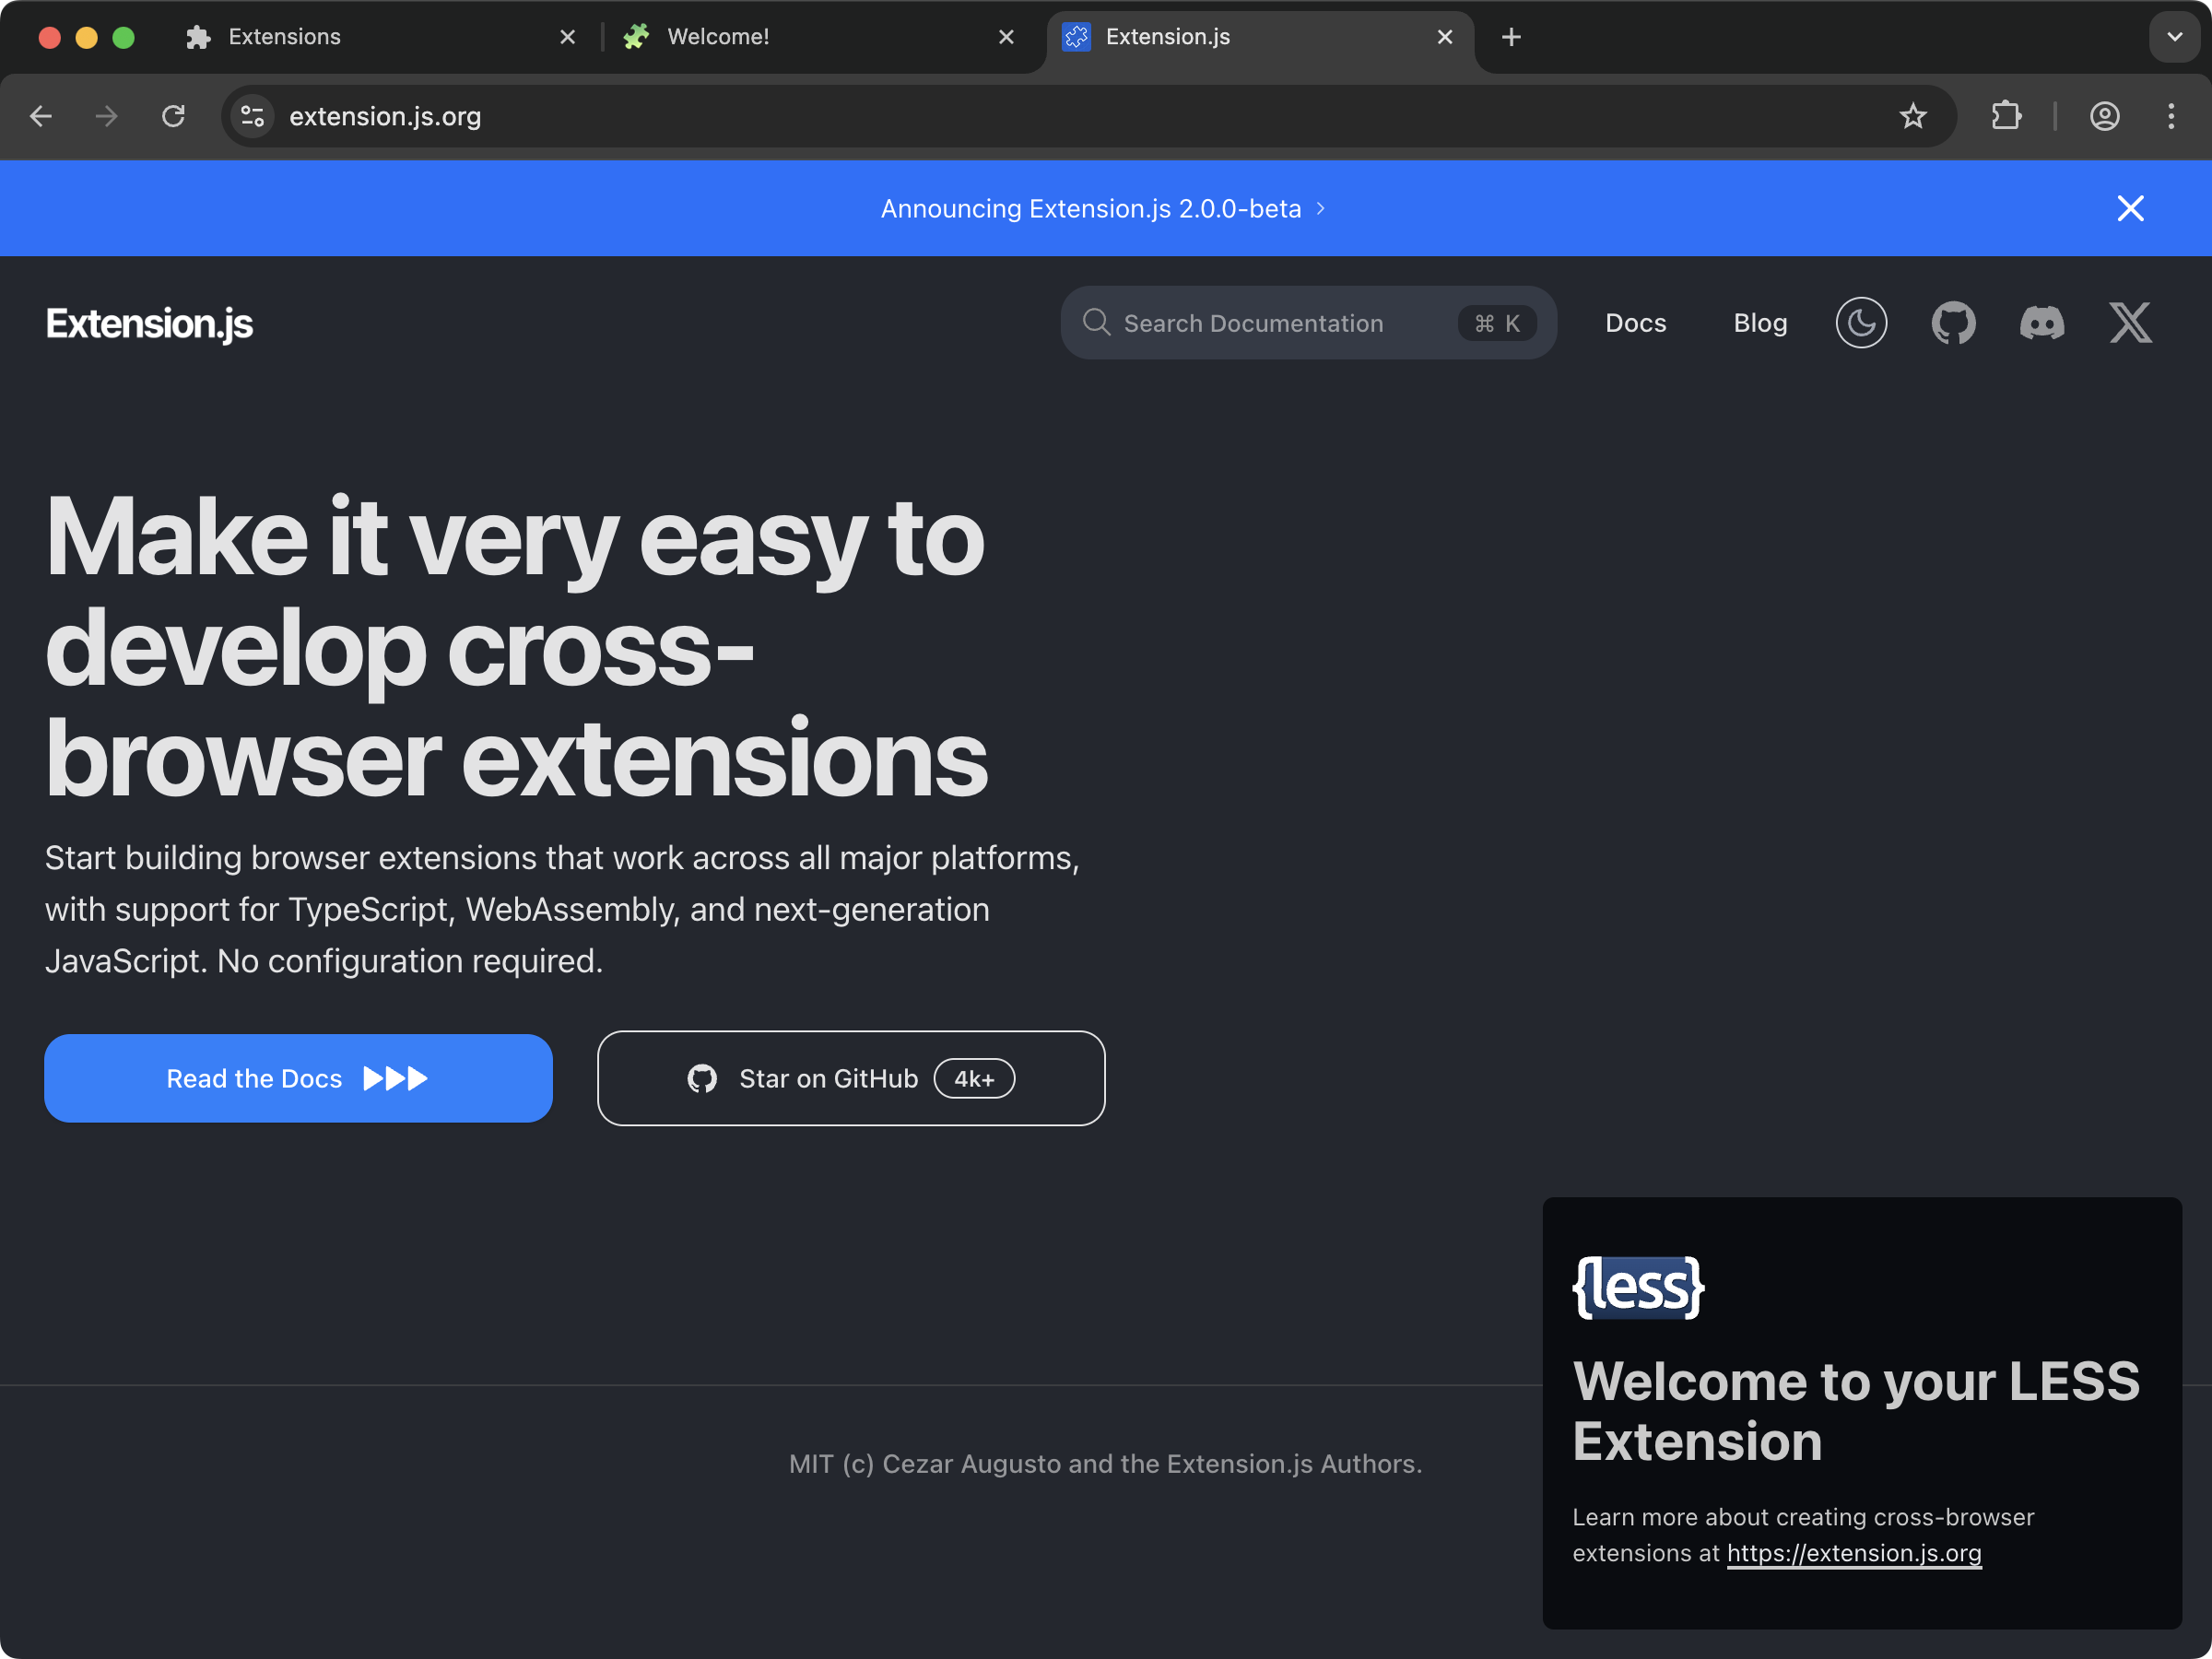 Extensions
Welcome!
Extension.js
extension.js.org
Announcing Extension.js 2.0.0-beta
Extension.js
Search Documentation
⌘ K
Docs
Blog
Make it very easy to
develop cross-
browser extensions
Start building browser extensions that work across all major platforms,
with support for TypeScript, WebAssembly, and next-generation
JavaScript. No configuration required.
Read the Docs
Star on GitHub
4k+
{less}
Welcome to your LESS
Extension
Learn more about creating cross-browser
extensions at https://extension.js.org
MIT (c) Cezar Augusto and the Extension.js Authors.